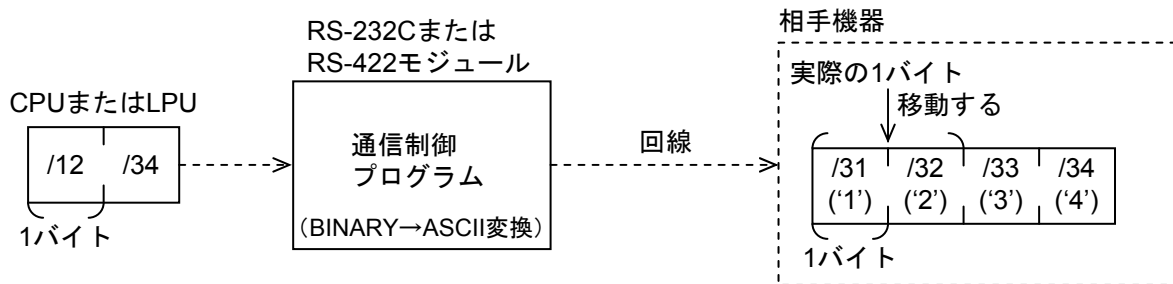 相手機器
RS-232Cまたは
RS-422モジュール
実際の1バイト
移動する
CPUまたはLPU
/12 /34
1バイト
通信制御
プログラム
(BINARY→ASCII変換)
回線
/31 /32 /33 /34
(‘1’) (‘2’) (‘3’) (‘4’)
1バイト